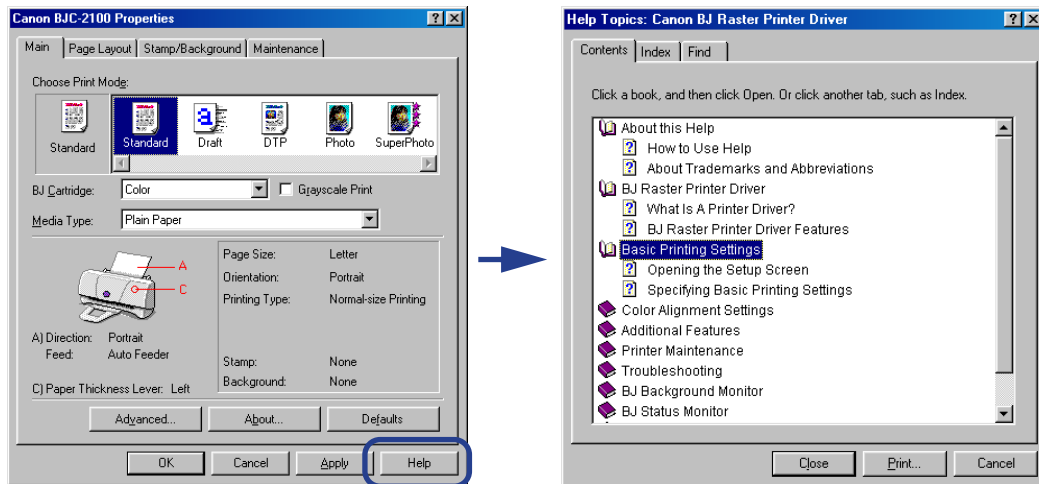 Canon BJC-2100 Properties
Main Page Layout Stamp/Background Maintenance
Choose Print Mode:
Standard
Standard Draft DTP Photo SuperPhoto
BJ Cartridge: Color Grayscale Print
Media Type: Plain Paper
A
C
A) Direction: Portrait
Feed: Auto Feeder
C) Paper Thickness Lever: Left
Page Size: Letter
Orientation: Portrait
Printing Type: Normal-size Printing
Stamp: None
Background: None
Advanced... About... Defaults
OK Cancel Apply Help
Help Topics: Canon BJ Raster Printer Driver
Contents Index Find
Click a book, and then click Open. Or click another tab, such as Index.
About this Help
How to Use Help
About Trademarks and Abbreviations
BJ Raster Printer Driver
What Is A Printer Driver?
BJ Raster Printer Driver Features
Basic Printing Settings
Opening the Setup Screen
Specifying Basic Printing Settings
Color Alignment Settings
Additional Features
Printer Maintenance
Troubleshooting
BJ Background Monitor
BJ Status Monitor
Close Print... Cancel